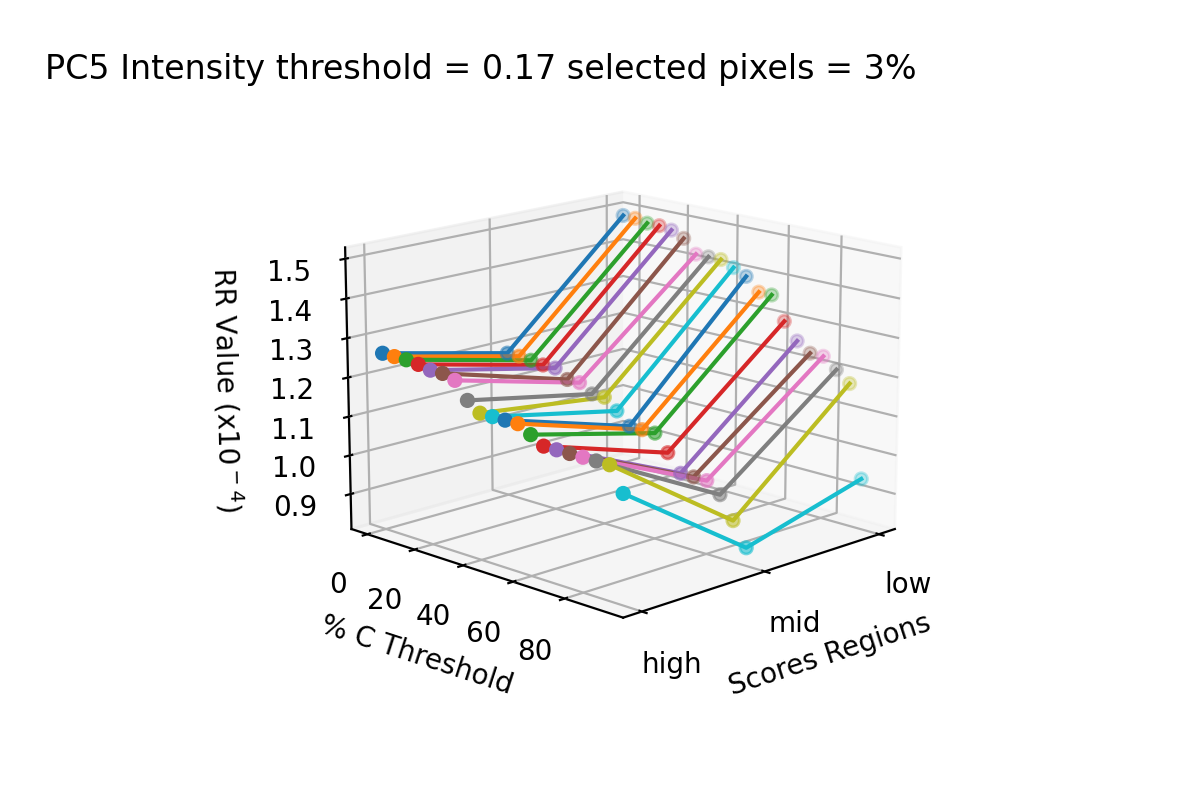 PC5 Intensity threshold = 0.17 selected pixels = 3%
RR Value (x10⁻⁴)
1.5
1.4
1.3
1.2
1.1
1.0
0.9
0
20
40
60
80
% C Threshold
low
mid
high
Scores Regions